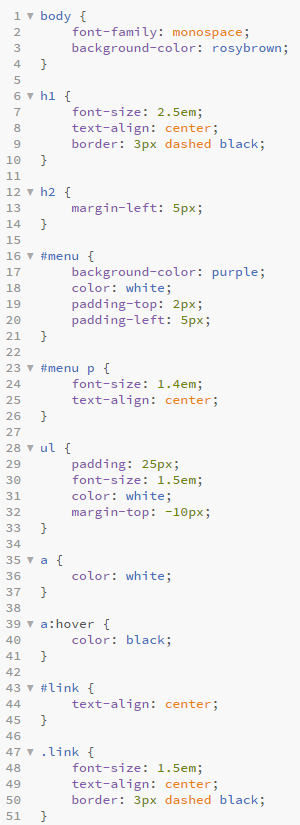 1 ▼ body {
2 font-family: monospace;
3 background-color: rosybrown;
4 }
5
6 ▼ h1 {
7 font-size: 2.5em;
8 text-align: center;
9 border: 3px dashed black;
10 }
11
12 ▼ h2 {
13 margin-left: 5px;
14 }
15
16 ▼ #menu {
17 background-color: purple;
18 color: white;
19 padding-top: 2px;
20 padding-left: 5px;
21 }
22
23 ▼ #menu p {
24 font-size: 1.4em;
25 text-align: center;
26 }
27
28 ▼ ul {
29 padding: 25px;
30 font-size: 1.5em;
31 color: white;
32 margin-top: -10px;
33 }
34
35 ▼ a {
36 color: white;
37 }
38
39 ▼ a:hover {
40 color: black;
41 }
42
43 ▼ #link {
44 text-align: center;
45 }
46
47 ▼ .link {
48 font-size: 1.5em;
49 text-align: center;
50 border: 3px dashed black;
51 }